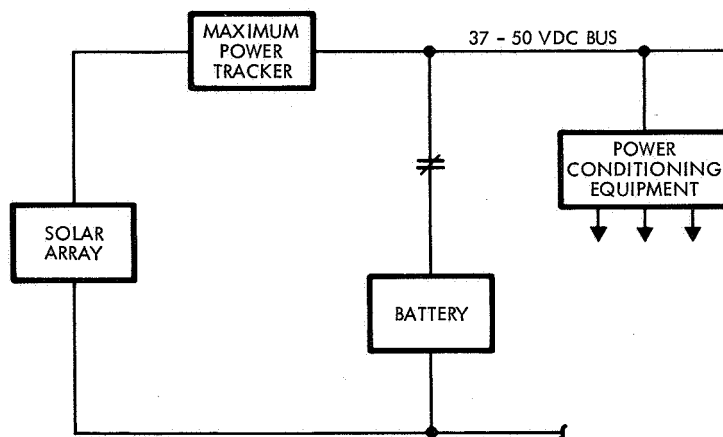 MAXIMUM
POWER
TRACKER
37 - 50 VDC BUS
POWER
CONDITIONING
EQUIPMENT
SOLAR
ARRAY
BATTERY